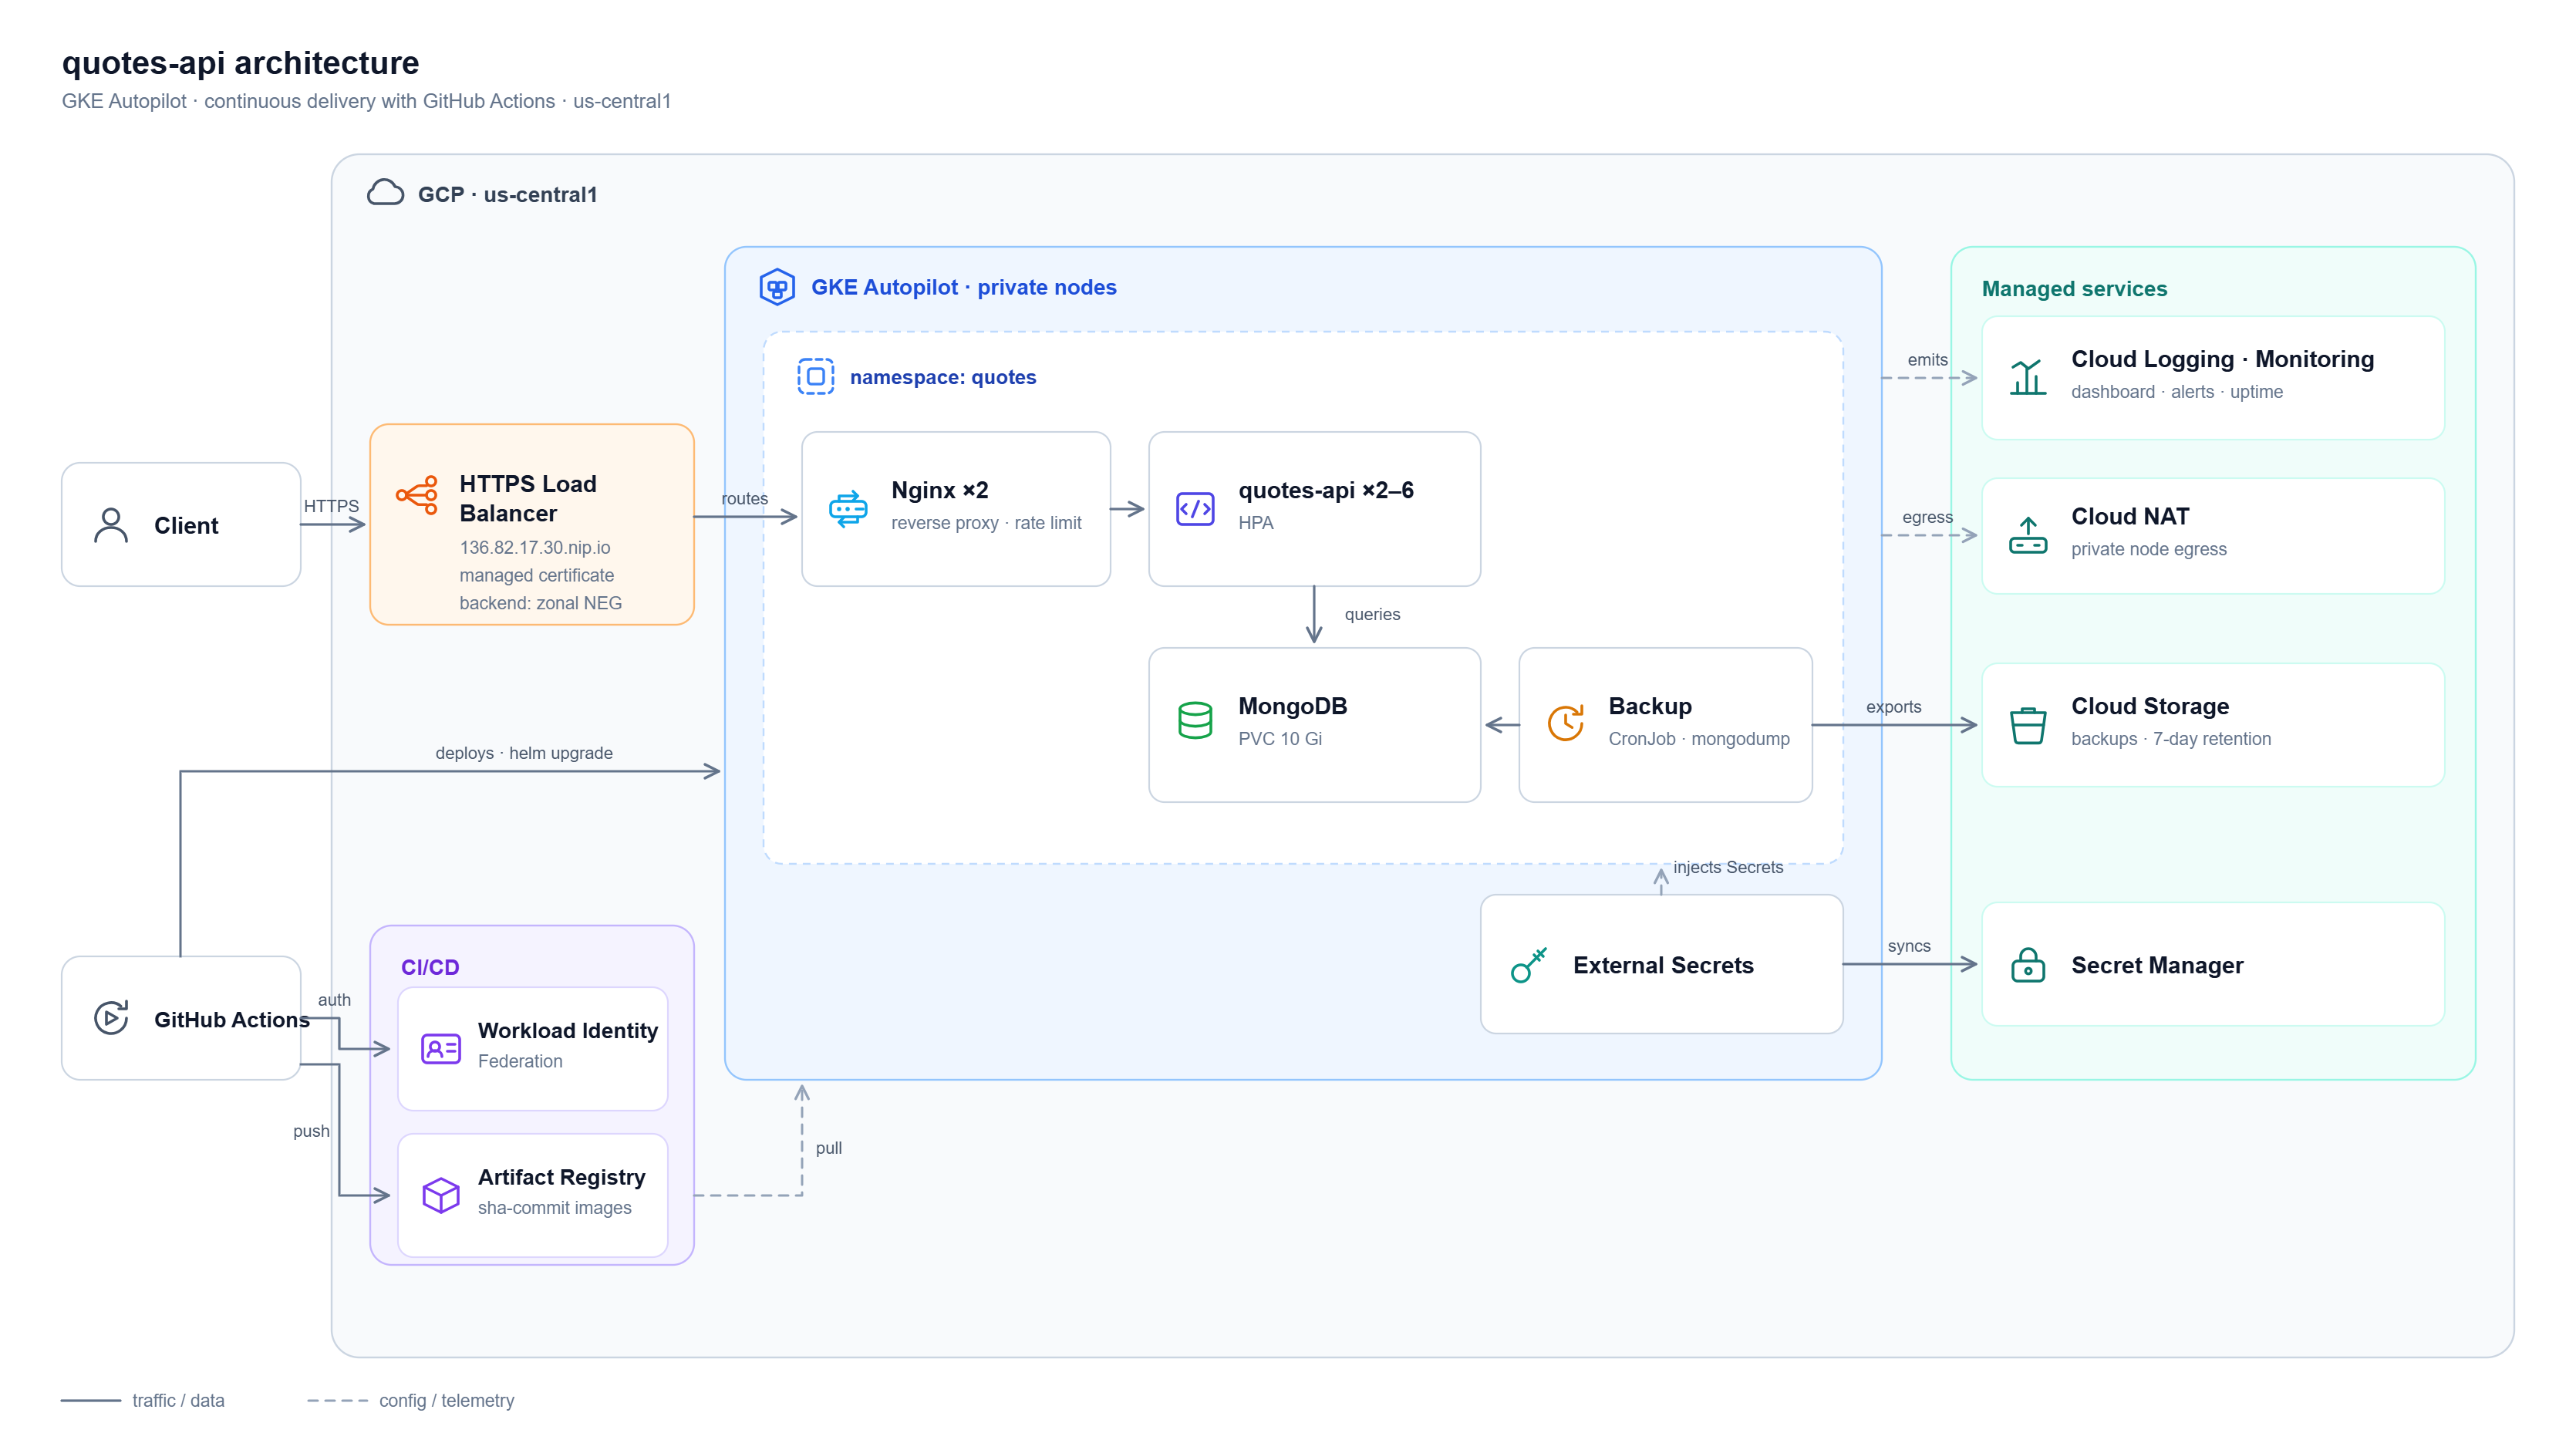 quotes-api architecture
GKE Autopilot · continuous delivery with GitHub Actions · us-central1
GCP · us-central1
GKE Autopilot · private nodes
namespace: quotes
Client
HTTPS
HTTPS Load
Balancer
136.82.17.30.nip.io
managed certificate
backend: zonal NEG
routes
Nginx ×2
reverse proxy · rate limit
quotes-api ×2–6
HPA
queries
MongoDB
PVC 10 Gi
Backup
CronJob · mongodump
injects Secrets
External Secrets
emits
egress
exports
syncs
Managed services
Cloud Logging · Monitoring
dashboard · alerts · uptime
Cloud NAT
private node egress
Cloud Storage
backups · 7-day retention
Secret Manager
deploys · helm upgrade
GitHub Actions
auth
push
CI/CD
Workload Identity
Federation
Artifact Registry
sha-commit images
pull
traffic / data
config / telemetry